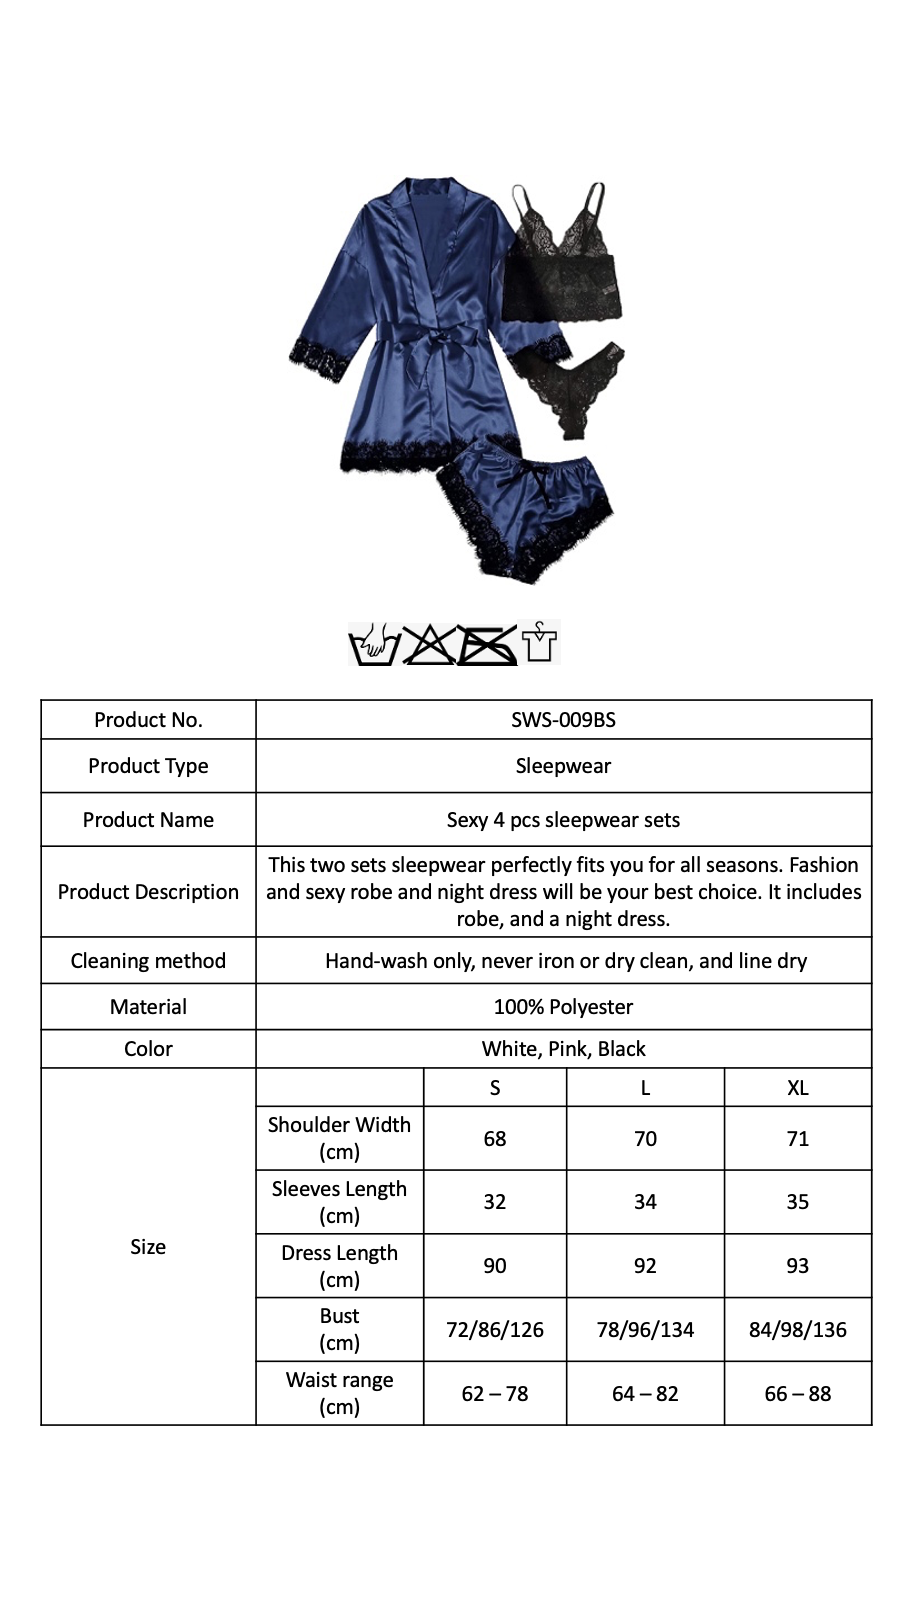 Product No.
SWS-009BS
Product Type
Sleepwear
Product Name
Sexy 4 pcs sleepwear sets
Product Description
This two sets sleepwear perfectly fits you for all seasons. Fashion
and sexy robe and night dress will be your best choice. It includes
robe, and a night dress.
Cleaning method
Hand-wash only, never iron or dry clean, and line dry
Material
100% Polyester
Color
White, Pink, Black
Size
S L XL
Shoulder Width
(cm)
68 70 71
Sleeves Length
(cm)
32 34 35
Dress Length
(cm)
90 92 93
Bust
(cm)
72/86/126 78/96/134 84/98/136
Waist range
(cm)
62 – 78 64 – 82 66 – 88